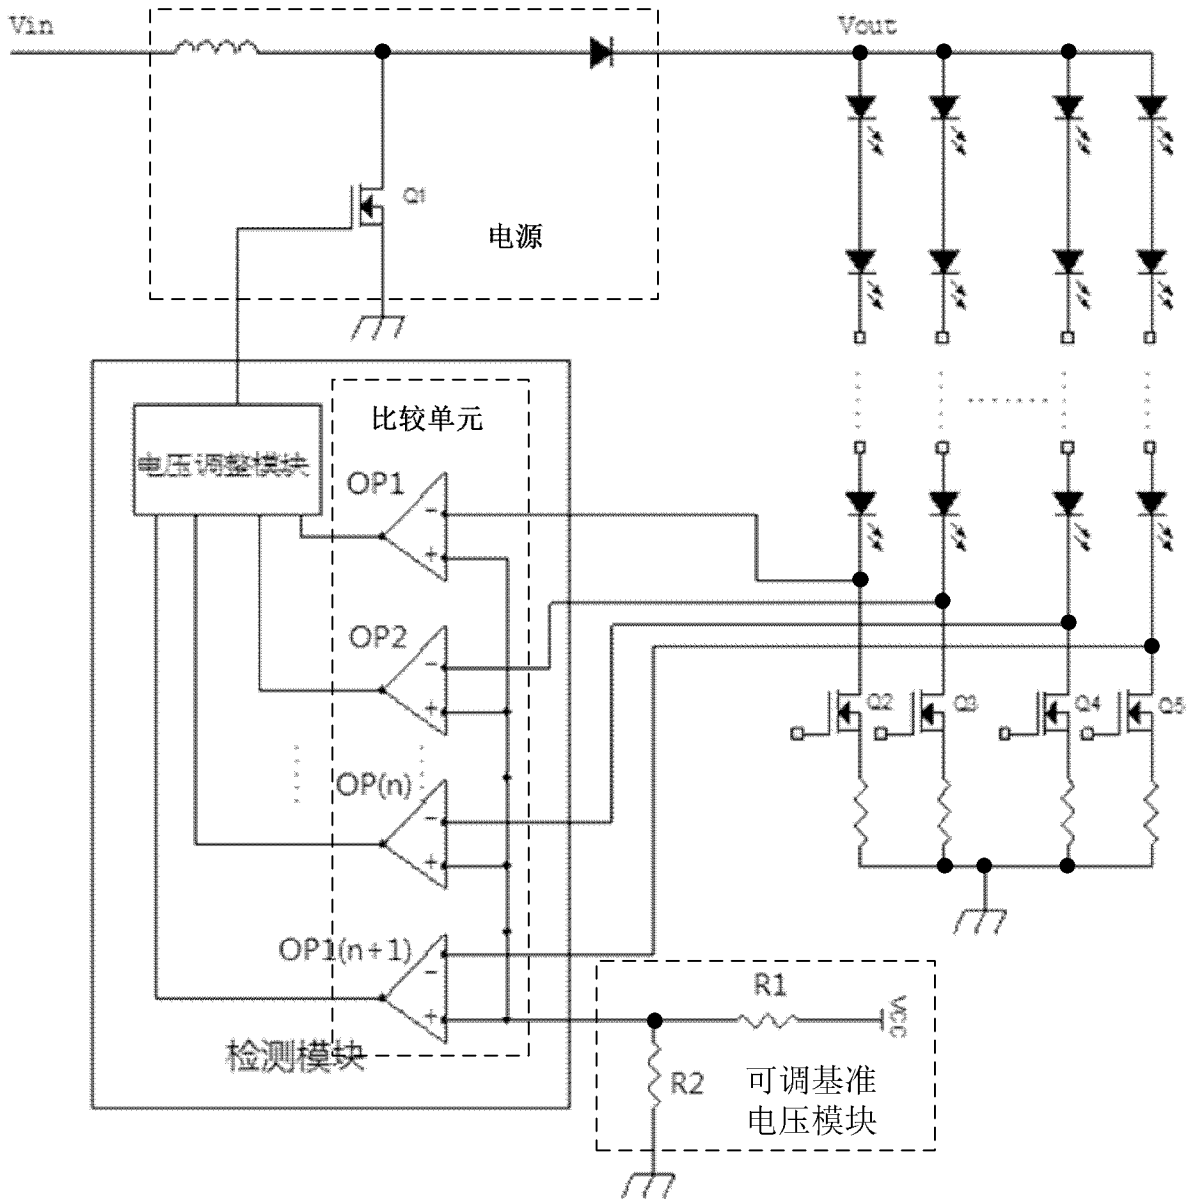 Vin
Vout
Q1
电源
比较单元
电压调整模块
OP1
-
+
OP2
-
+
Q2
Q3
Q4
Q5
OP(n)
-
+
OP1(n+1)
-
+
R1
VCC
检测模块
R2
可调基准
电压模块